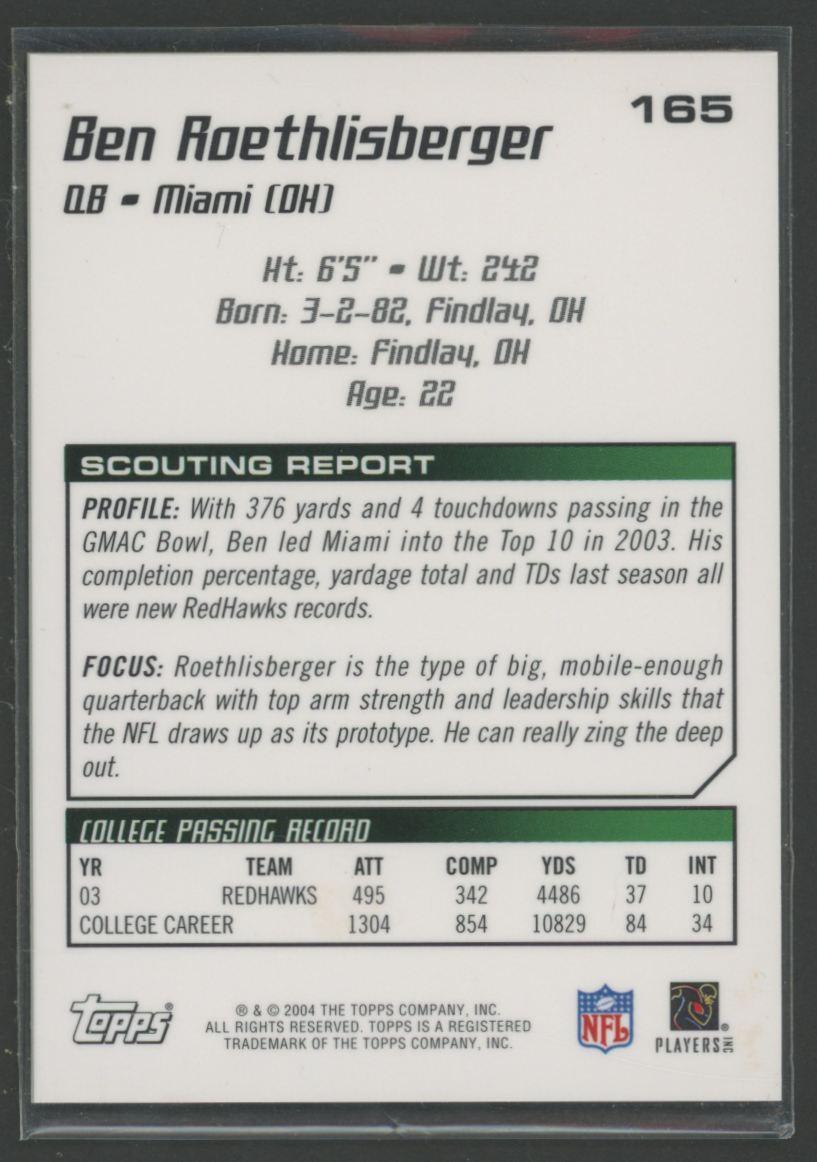 165
Ben Roethlisberger
QB - Miami (OH)
Ht: 6'5" - Wt: 242
Born: 3-2-82, Findlay, OH
Home: Findlay, OH
Age: 22
SCOUTING REPORT
PROFILE: With 376 yards and 4 touchdowns passing in the
GMAC Bowl, Ben led Miami into the Top 10 in 2003. His
completion percentage, yardage total and TDs last season all
were new RedHawks records.
FOCUS: Roethlisberger is the type of big, mobile-enough
quarterback with top arm strength and leadership skills that
the NFL draws up as its prototype. He can really zing the deep
out.
COLLEGE PASSING RECORD
YR TEAM ATT COMP YDS TD INT
03 REDHAWKS 495 342 4486 37 10
COLLEGE CAREER 1304 854 10829 84 34
Topps®
® & © 2004 THE TOPPS COMPANY, INC.
ALL RIGHTS RESERVED. TOPPS IS A REGISTERED
TRADEMARK OF THE TOPPS COMPANY, INC.
NFL
PLAYERS INC ®